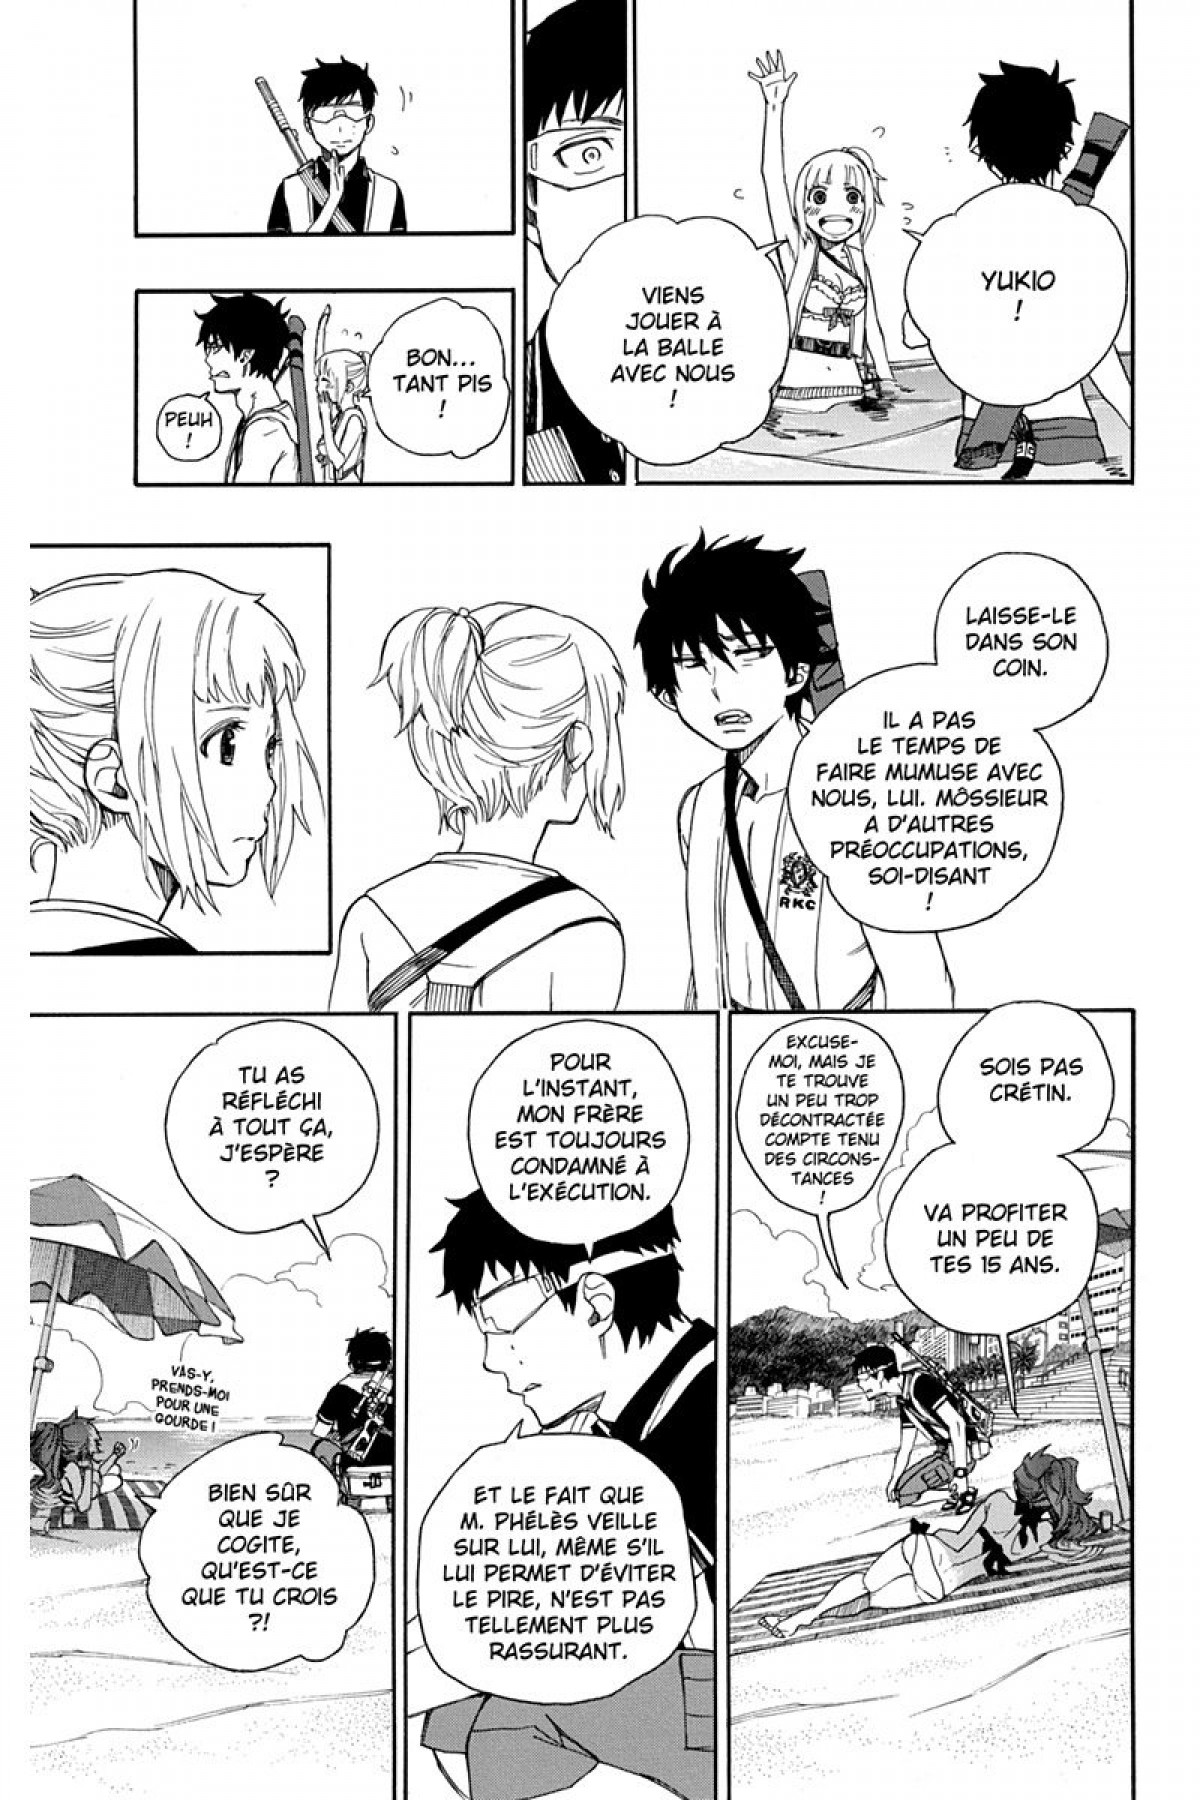 YUKIO
!
VIENS
JOUER À
LA BALLE
AVEC NOUS
!
BON...
TANT PIS
!
PEUH
!
LAISSE-LE
DANS SON
COIN.
IL A PAS
LE TEMPS DE
FAIRE MUMUSE AVEC
NOUS, LUI. MÔSSIEUR
A D'AUTRES
PRÉOCCUPATIONS,
SOI-DISANT
!
RKC
SOIS PAS
CRÉTIN.
VA PROFITER
UN PEU DE
TES 15 ANS.
EXCUSE-
MOI, MAIS JE
TE TROUVE
UN PEU TROP
DÉCONTRACTÉE
COMPTE TENU
DES CIRCONS-
TANCES
!
POUR
L'INSTANT,
MON FRÈRE
EST TOUJOURS
CONDAMNÉ À
L'EXÉCUTION.
ET LE FAIT QUE
M. PHÉLÈS VEILLE
SUR LUI, MÊME S'IL
LUI PERMET D'ÉVITER
LE PIRE, N'EST PAS
TELLEMENT PLUS
RASSURANT.
TU AS
RÉFLÉCHI
À TOUT ÇA,
J'ESPÈRE
?
VAS-Y,
PRENDS-MOI
POUR UNE
GOURDE !
BIEN SÛR
QUE JE
COGITE,
QU'EST-CE
QUE TU CROIS
?!